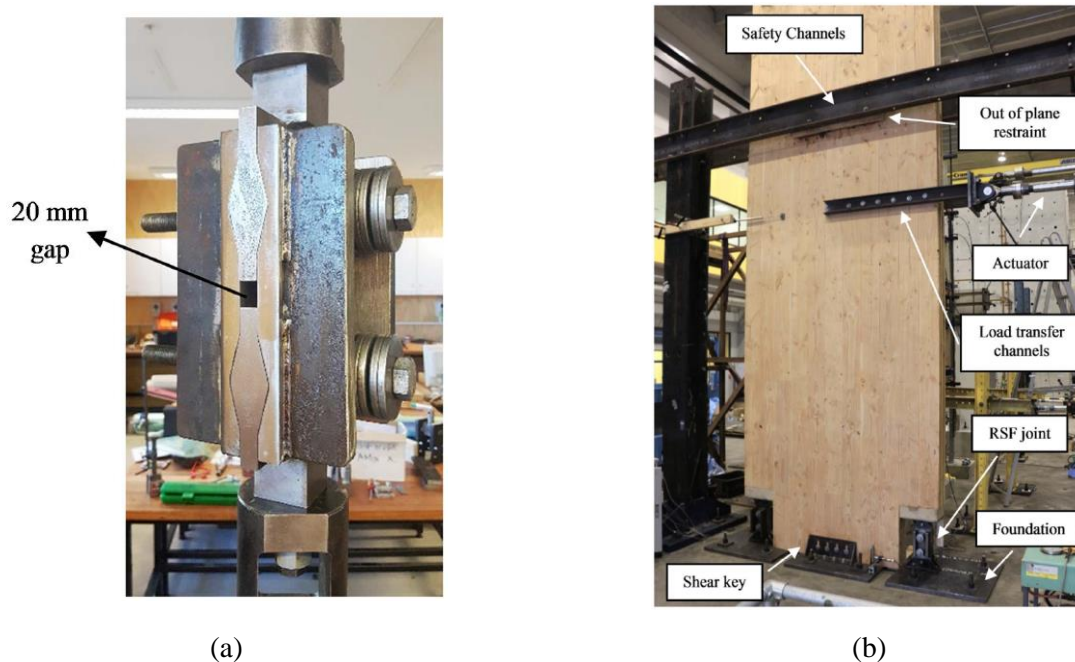 20 mm
gap
(a)
Safety Channels
Out of plane
restraint
Actuator
Load transfer
channels
RSF joint
Foundation
Shear key
(b)